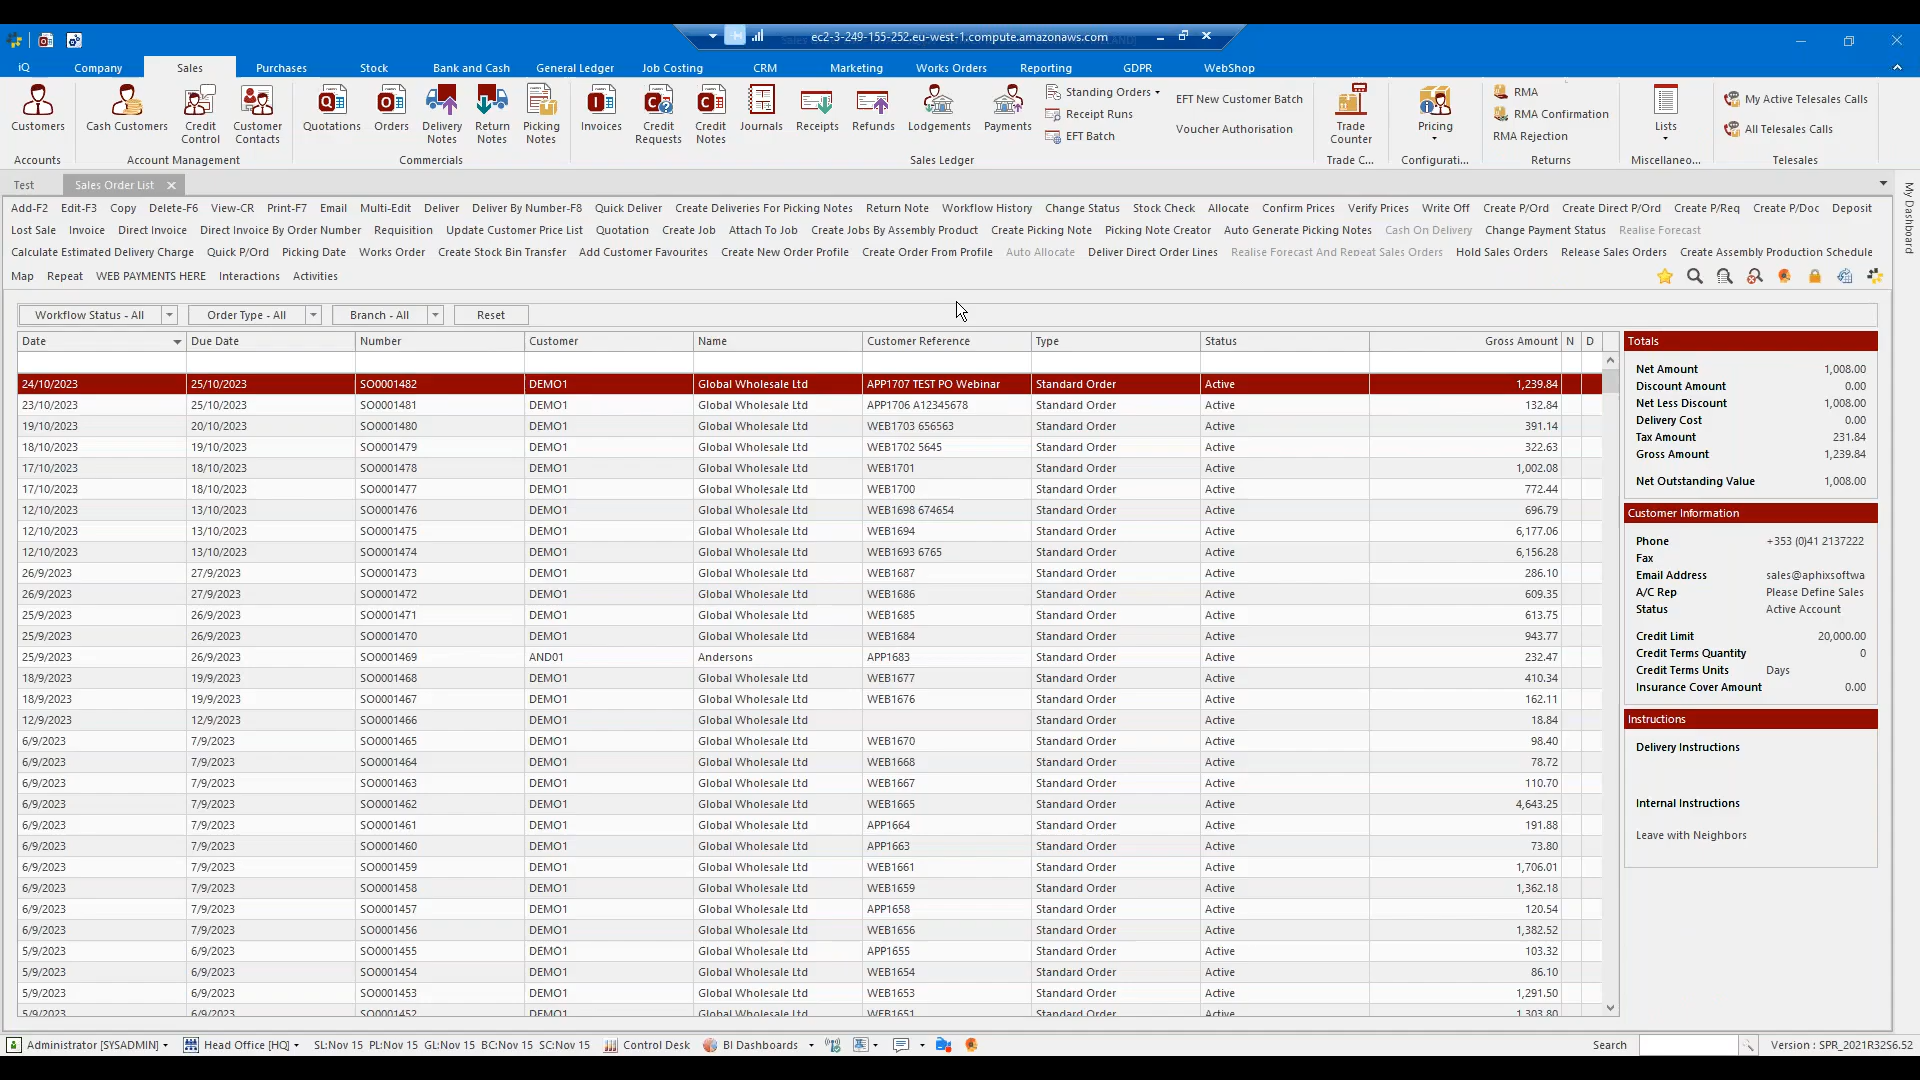 ec2-3-249-155-252.eu-west-1.compute.amazonaws.com
iQ Company Sales Purchases Stock Bank and Cash General Ledger Job Costing CRM Marketing Works Orders Reporting GDPR WebShop
Customers Cash Customers Credit Control Customer Contacts Quotations Orders Delivery Notes Return Notes Picking Notes Invoices Credit Requests Credit Notes Journals Receipts Refunds Lodgements Payments Standing Orders Receipt Runs EFT Batch EFT New Customer Batch Voucher Authorisation Trade Counter Pricing RMA RMA Confirmation RMA Rejection Lists My Active Telesales Calls All Telesales Calls
Accounts Account Management Commercials Sales Ledger Trade C... Configurati... Returns Miscellaneo... Telesales
Test Sales Order List
My Dashboard
Add-F2 Edit-F3 Copy Delete-F6 View-CR Print-F7 Email Multi-Edit Deliver Deliver By Number-F8 Quick Deliver Create Deliveries For Picking Notes Return Note Workflow History Change Status Stock Check Allocate Confirm Prices Verify Prices Write Off Create P/Ord Create Direct P/Ord Create P/Req Create P/Doc Deposit
Lost Sale Invoice Direct Invoice Direct Invoice By Order Number Requisition Update Customer Price List Quotation Create Job Attach To Job Create Jobs By Assembly Product Create Picking Note Picking Note Creator Auto Generate Picking Notes Cash On Delivery Change Payment Status Realise Forecast
Calculate Estimated Delivery Charge Quick P/Ord Picking Date Works Order Create Stock Bin Transfer Add Customer Favourites Create New Order Profile Create Order From Profile Auto Allocate Deliver Direct Order Lines Realise Forecast And Repeat Sales Orders Hold Sales Orders Release Sales Orders Create Assembly Production Schedule
Map Repeat WEB PAYMENTS HERE Interactions Activities
Workflow Status - All Order Type - All Branch - All Reset
Date Due Date Number Customer Name Customer Reference Type Status Gross Amount N D
24/10/2023 25/10/2023 SO0001482 DEMO1 Global Wholesale Ltd APP1707 TEST PO Webinar Standard Order Active 1,239.84
23/10/2023 25/10/2023 SO0001481 DEMO1 Global Wholesale Ltd APP1706 A12345678 Standard Order Active 132.84
19/10/2023 20/10/2023 SO0001480 DEMO1 Global Wholesale Ltd WEB1703 656563 Standard Order Active 391.14
18/10/2023 19/10/2023 SO0001479 DEMO1 Global Wholesale Ltd WEB1702 5645 Standard Order Active 322.63
17/10/2023 18/10/2023 SO0001478 DEMO1 Global Wholesale Ltd WEB1701 Standard Order Active 1,002.08
17/10/2023 18/10/2023 SO0001477 DEMO1 Global Wholesale Ltd WEB1700 Standard Order Active 772.44
12/10/2023 13/10/2023 SO0001476 DEMO1 Global Wholesale Ltd WEB1698 674654 Standard Order Active 696.79
12/10/2023 13/10/2023 SO0001475 DEMO1 Global Wholesale Ltd WEB1694 Standard Order Active 6,177.06
12/10/2023 13/10/2023 SO0001474 DEMO1 Global Wholesale Ltd WEB1693 6765 Standard Order Active 6,156.28
26/9/2023 27/9/2023 SO0001473 DEMO1 Global Wholesale Ltd WEB1687 Standard Order Active 286.10
26/9/2023 27/9/2023 SO0001472 DEMO1 Global Wholesale Ltd WEB1686 Standard Order Active 609.35
25/9/2023 26/9/2023 SO0001471 DEMO1 Global Wholesale Ltd WEB1685 Standard Order Active 613.75
25/9/2023 26/9/2023 SO0001470 DEMO1 Global Wholesale Ltd WEB1684 Standard Order Active 943.77
25/9/2023 26/9/2023 SO0001469 AND01 Andersons APP1683 Standard Order Active 232.47
18/9/2023 19/9/2023 SO0001468 DEMO1 Global Wholesale Ltd WEB1677 Standard Order Active 410.34
18/9/2023 19/9/2023 SO0001467 DEMO1 Global Wholesale Ltd WEB1676 Standard Order Active 162.11
12/9/2023 12/9/2023 SO0001466 DEMO1 Global Wholesale Ltd Standard Order Active 18.84
6/9/2023 7/9/2023 SO0001465 DEMO1 Global Wholesale Ltd WEB1670 Standard Order Active 98.40
6/9/2023 7/9/2023 SO0001464 DEMO1 Global Wholesale Ltd WEB1668 Standard Order Active 78.72
6/9/2023 7/9/2023 SO0001463 DEMO1 Global Wholesale Ltd WEB1667 Standard Order Active 110.70
6/9/2023 7/9/2023 SO0001462 DEMO1 Global Wholesale Ltd WEB1665 Standard Order Active 4,643.25
6/9/2023 7/9/2023 SO0001461 DEMO1 Global Wholesale Ltd APP1664 Standard Order Active 191.88
6/9/2023 7/9/2023 SO0001460 DEMO1 Global Wholesale Ltd APP1663 Standard Order Active 73.80
6/9/2023 7/9/2023 SO0001459 DEMO1 Global Wholesale Ltd WEB1661 Standard Order Active 1,706.01
6/9/2023 7/9/2023 SO0001458 DEMO1 Global Wholesale Ltd WEB1659 Standard Order Active 1,362.18
6/9/2023 7/9/2023 SO0001457 DEMO1 Global Wholesale Ltd APP1658 Standard Order Active 120.54
6/9/2023 7/9/2023 SO0001456 DEMO1 Global Wholesale Ltd WEB1656 Standard Order Active 1,382.52
5/9/2023 6/9/2023 SO0001455 DEMO1 Global Wholesale Ltd APP1655 Standard Order Active 103.32
5/9/2023 6/9/2023 SO0001454 DEMO1 Global Wholesale Ltd WEB1654 Standard Order Active 86.10
5/9/2023 6/9/2023 SO0001453 DEMO1 Global Wholesale Ltd WEB1653 Standard Order Active 1,291.50
5/9/2023 6/9/2023 SO0001452 DEMO1 Global Wholesale Ltd WEB1651 Standard Order Active 1,303.80
Totals
Net Amount 1,008.00
Discount Amount 0.00
Net Less Discount 1,008.00
Delivery Cost 0.00
Tax Amount 231.84
Gross Amount 1,239.84
Net Outstanding Value 1,008.00
Customer Information
Phone +353 (0)41 2137222
Fax
Email Address sales@aphixsoftwa
A/C Rep Please Define Sales
Status Active Account
Credit Limit 20,000.00
Credit Terms Quantity 0
Credit Terms Units Days
Insurance Cover Amount 0.00
Instructions
Delivery Instructions
Internal Instructions
Leave with Neighbors
Administrator [SYSADMIN] Head Office [HQ] SL:Nov 15 PL:Nov 15 GL:Nov 15 BC:Nov 15 SC:Nov 15 Control Desk BI Dashboards Search Version : SPR_2021R32S6.52